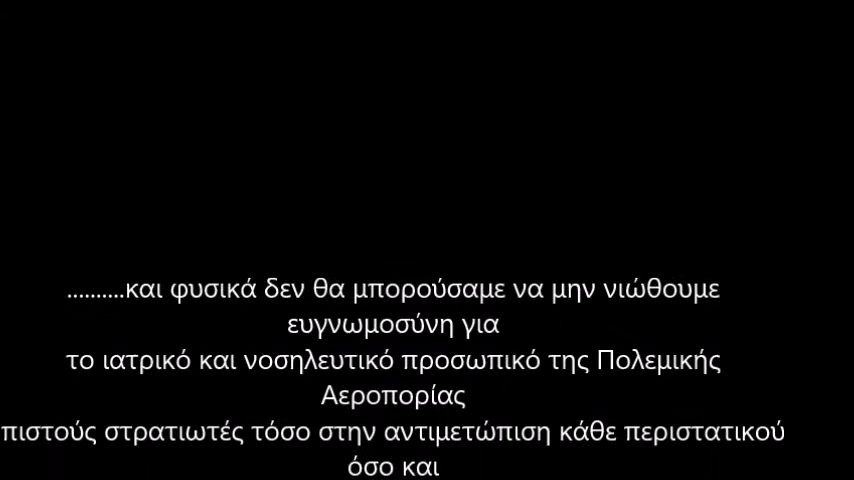 ..........και φυσικά δεν θα μπορούσαμε να μην νιώθουμε
ευγνωμοσύνη για
το ιατρικό και νοσηλευτικό προσωπικό της Πολεμικής
Αεροπορίας
πιστούς στρατιωτές τόσο στην αντιμετώπιση κάθε περιστατικού
όσο και